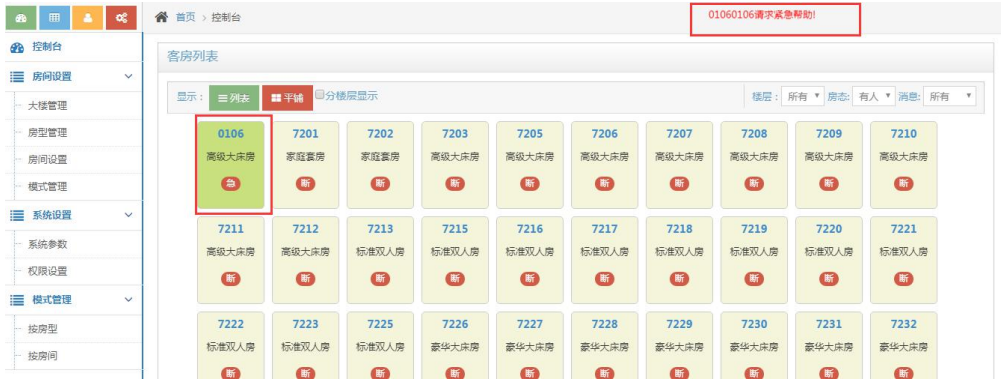 首页 > 控制台
01060106请求紧急帮助!
控制台
房间设置
大楼管理
房型管理
房间设置
模式管理
系统设置
系统参数
权限设置
模式管理
按房型
按房间
客房列表
显示: 列表 平铺 分楼层显示 楼层: 所有 房态: 有人 消息: 所有
0106 7201 7202 7203 7205 7206 7207 7208 7209 7210
高级大床房 家庭套房 家庭套房 高级大床房 高级大床房 高级大床房 高级大床房 高级大床房 高级大床房 高级大床房
急 断 断 断 断 断 断 断 断 断
7211 7212 7213 7215 7216 7217 7218 7219 7220 7221
高级大床房 高级大床房 标准双人房 标准双人房 标准双人房 标准双人房 标准双人房 标准双人房 标准双人房 标准双人房
断 断 断 断 断 断 断 断 断 断
7222 7223 7225 7226 7227 7228 7229 7230 7231 7232
标准双人房 标准双人房 标准双人房 豪华大床房 豪华大床房 豪华大床房 豪华大床房 豪华大床房 豪华大床房 豪华大床房
断 断 断 断 断 断 断 断 断 断